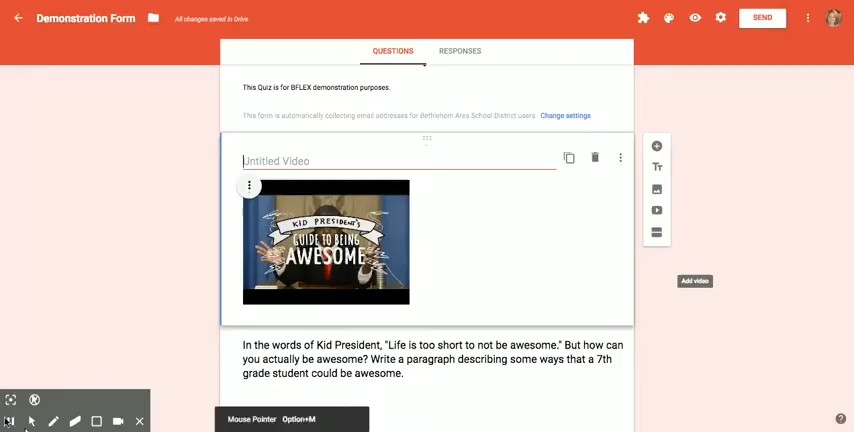 Demonstration Form
All changes saved in Drive
SEND
QUESTIONS
RESPONSES
This Quiz is for BFLEX demonstration purposes.
This form is automatically collecting email addresses for Bethlehem Area School District users. Change settings
Untitled Video
KID PRESIDENT'S
GUIDE TO BEING
AWESOME
Tт
Add video
In the words of Kid President, "Life is too short to not be awesome." But how can
you actually be awesome? Write a paragraph describing some ways that a 7th
grade student could be awesome.
Mouse Pointer Option+M